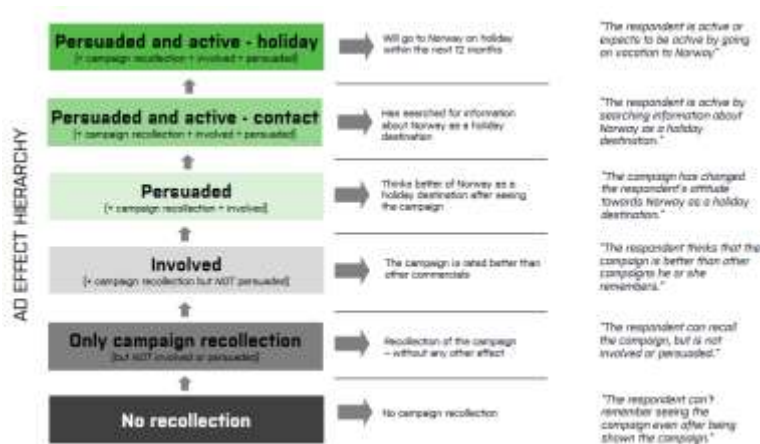 AD EFFECT HIERARCHY
Persuaded and active - holiday
[+ campaign recollection + involved + persuaded]
Will go to Norway on holiday
within the next 12 months
"The respondent is active or
expects to be active by going
on vacation to Norway"
Persuaded and active - contact
[+ campaign recollection + involved + persuaded]
Has searched for information
about Norway as a holiday
destination
"The respondent is active by
searching information about
Norway as a holiday
destination."
Persuaded
[+ campaign recollection + involved]
Thinks better of Norway as a
holiday destination after seeing
the campaign
"The campaign has changed
the respondent's attitude
towards Norway as a holiday
destination."
Involved
[+ campaign recollection but NOT persuaded]
The campaign is rated better than
other commercials
"The respondent thinks that the
campaign is better than other
campaigns he or she
remembers."
Only campaign recollection
[but NOT involved or persuaded]
Recollection of the campaign
– without any other effect
"The respondent can recall
the campaign, but is not
involved or persuaded."
No recollection
No campaign recollection
"The respondent can't
remember seeing the
campaign even after being
shown the campaign."